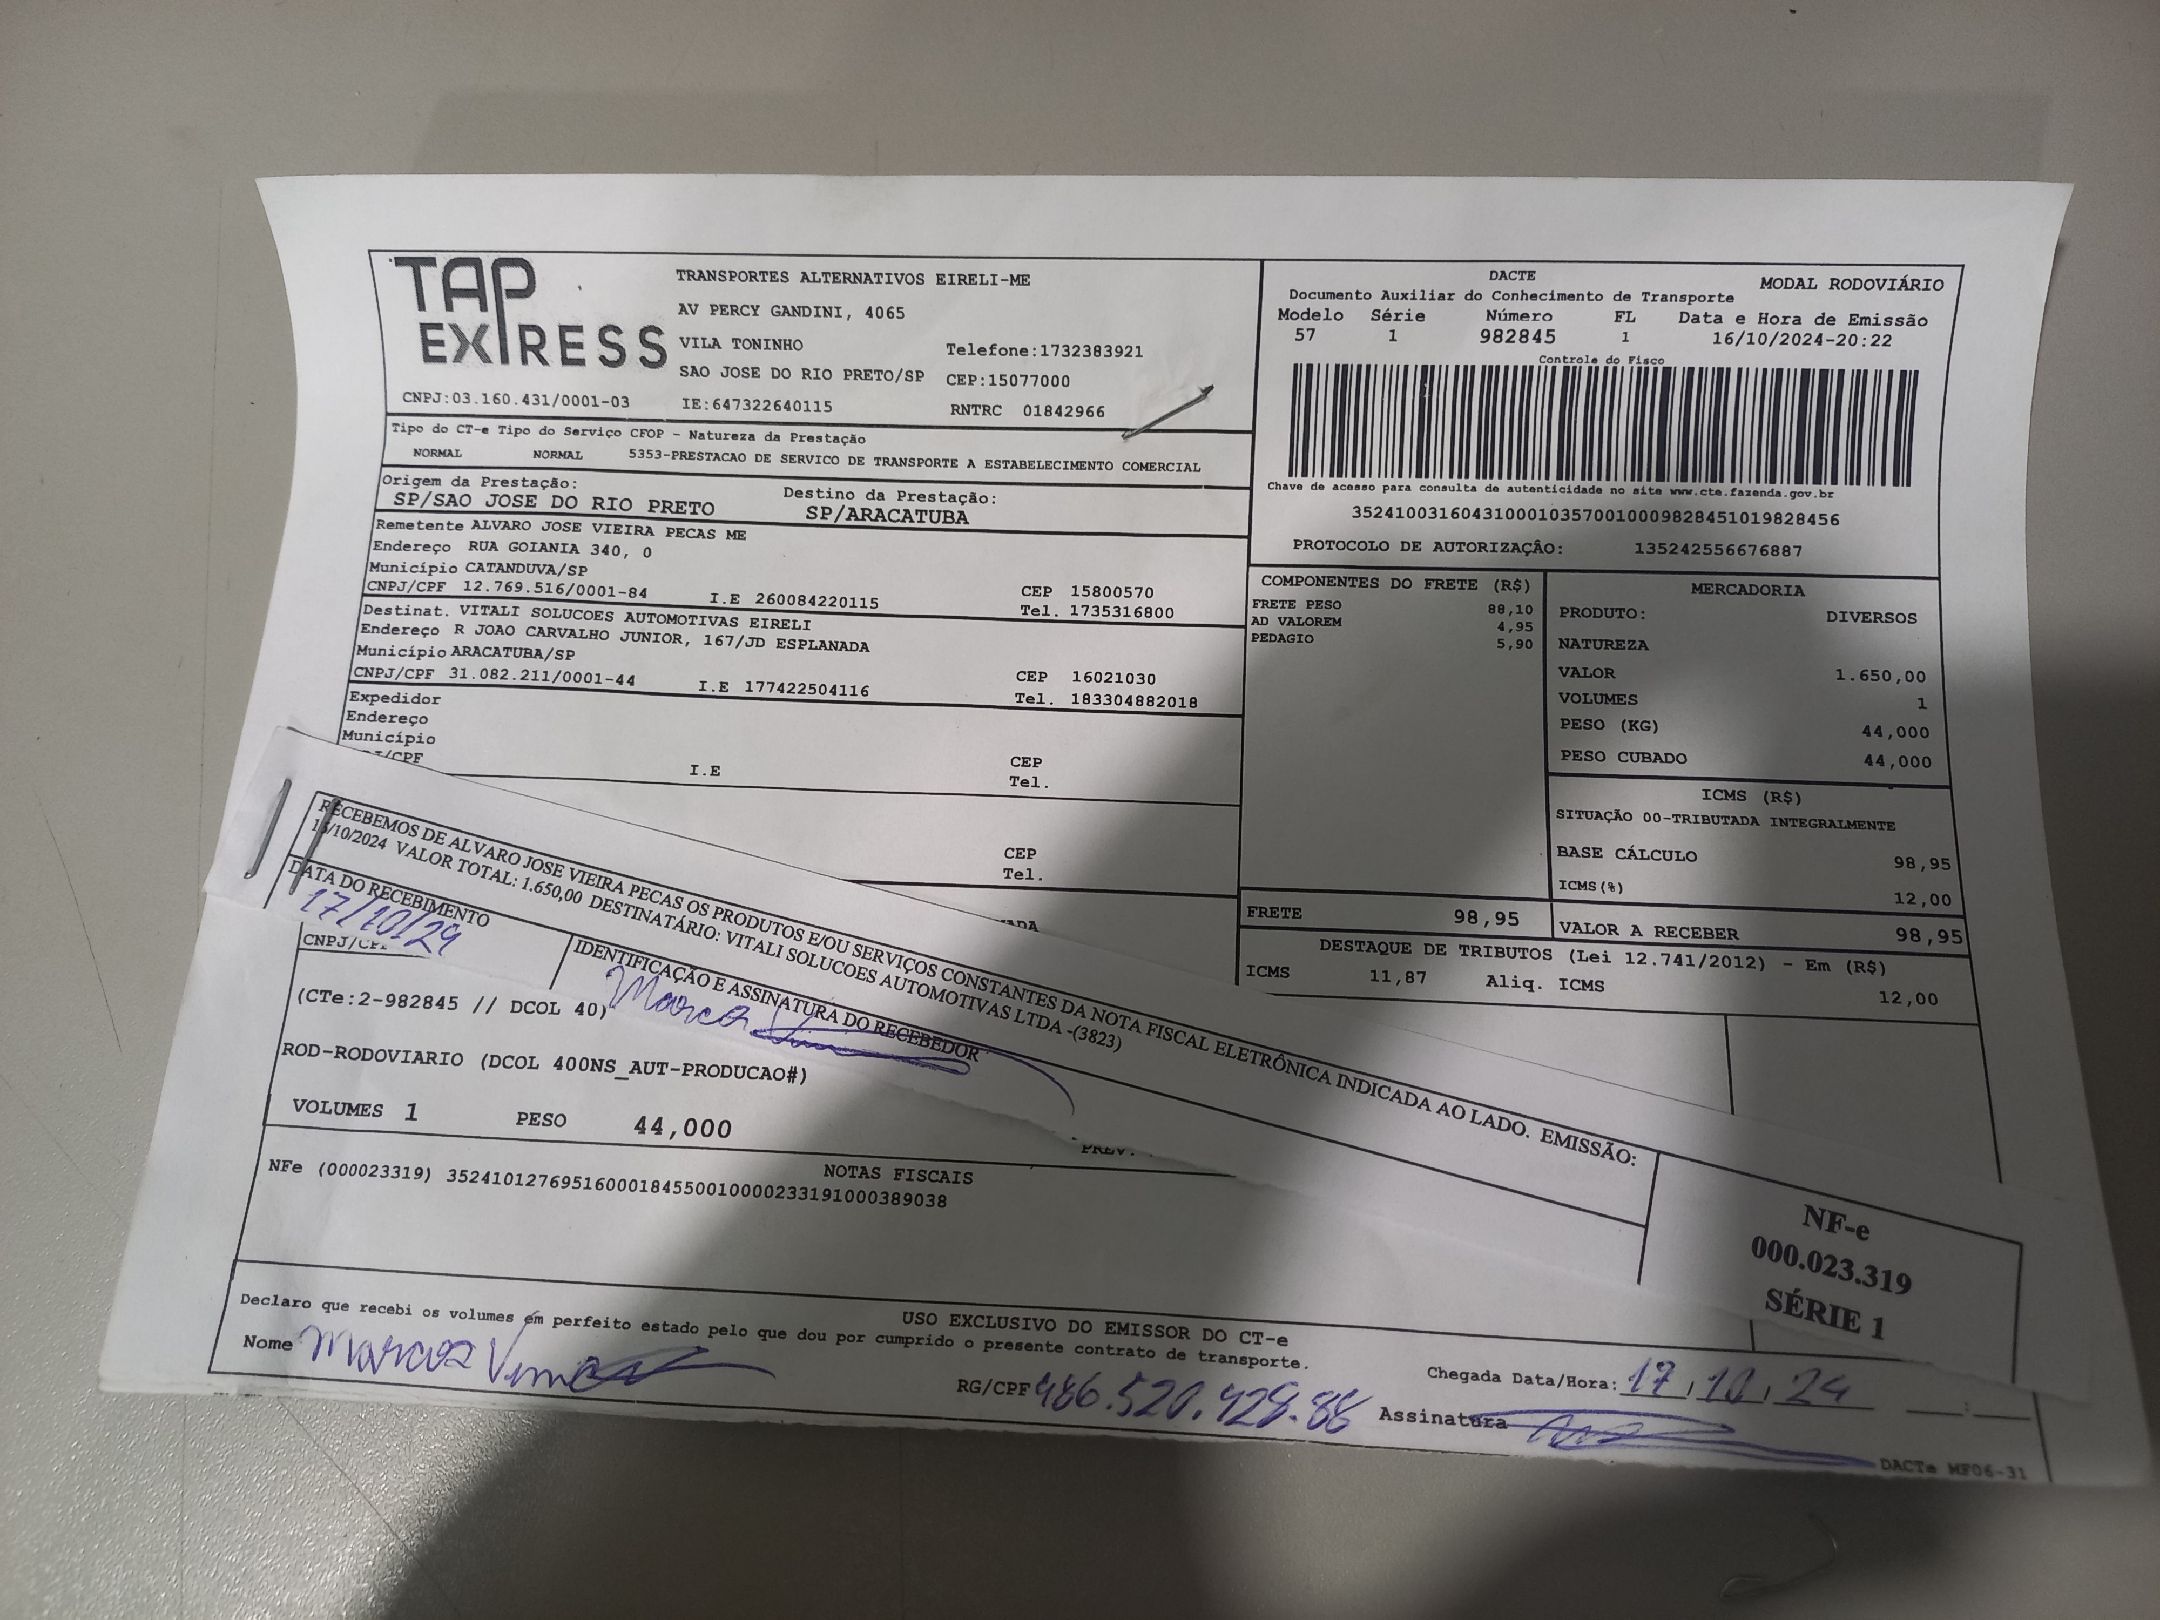 TAP EXPRESS
TRANSPORTES ALTERNATIVOS EIRELI-ME
AV PERCY GANDINI, 4065
VILA TONINHO
Telefone:1732383921
SAO JOSE DO RIO PRETO/SP CEP:15077000
CNPJ:03.160.431/0001-03 IE:647322640115 RNTRC 01842966
DACTE MODAL RODOVIÁRIO
Documento Auxiliar do Conhecimento de Transporte
Modelo Série Número FL Data e Hora de Emissão
57 1 982845 1 16/10/2024-20:22
Controle do Fisco
Chave de acesso para consulta de autenticidade no site www.cte.fazenda.gov.br
35241003160431000103570010009828451019828456
PROTOCOLO DE AUTORIZAÇÃO: 135242556676887
Tipo do CT-e Tipo do Serviço CFOP - Natureza da Prestação
NORMAL NORMAL 5353-PRESTACAO DE SERVICO DE TRANSPORTE A ESTABELECIMENTO COMERCIAL
Origem da Prestação: Destino da Prestação:
SP/SAO JOSE DO RIO PRETO SP/ARACATUBA
Remetente ALVARO JOSE VIEIRA PECAS ME
Endereço RUA GOIANIA 340, 0
Município CATANDUVA/SP CEP 15800570
CNPJ/CPF 12.769.516/0001-84 I.E 260084220115 Tel. 1735316800
Destinat. VITALI SOLUCOES AUTOMOTIVAS EIRELI
Endereço R JOAO CARVALHO JUNIOR, 167/JD ESPLANADA
Município ARACATUBA/SP CEP 16021030
CNPJ/CPF 31.082.211/0001-44 I.E 177422504116 Tel. 183304882018
Expedidor
Endereço
Município CEP
/CPF I.E Tel.
CEP
Tel.
COMPONENTES DO FRETE (R$)
FRETE PESO 88,10
AD VALOREM 4,95
PEDAGIO 5,90
MERCADORIA
PRODUTO: DIVERSOS
NATUREZA
VALOR 1.650,00
VOLUMES 1
PESO (KG) 44,000
PESO CUBADO 44,000
ICMS (R$)
SITUAÇÃO 00-TRIBUTADA INTEGRALMENTE
BASE CÁLCULO 98,95
ICMS(%) 12,00
FRETE 98,95 VALOR A RECEBER 98,95
DESTAQUE DE TRIBUTOS (Lei 12.741/2012) - Em (R$)
ICMS 11,87 Aliq. ICMS 12,00
RECEBEMOS DE ALVARO JOSE VIEIRA PECAS OS PRODUTOS E/OU SERVIÇOS CONSTANTES DA NOTA FISCAL ELETRÔNICA INDICADA AO LADO. EMISSÃO:
/10/2024 VALOR TOTAL: 1.650,00 DESTINATÁRIO: VITALI SOLUCOES AUTOMOTIVAS LTDA -(3823)
DATA DO RECEBIMENTO IDENTIFICAÇÃO E ASSINATURA DO RECEBEDOR
17/10/24 Marcos
NF-e
000.023.319
SÉRIE 1
CNPJ/CPF
(CTe:2-982845 // DCOL 40)
ROD-RODOVIARIO (DCOL 400NS_AUT-PRODUCAO#)
VOLUMES 1 PESO 44,000 PREV.
NOTAS FISCAIS
NFe (000023319) 35241012769516000184550010000233191000389038
USO EXCLUSIVO DO EMISSOR DO CT-e
Declaro que recebi os volumes em perfeito estado pelo que dou por cumprido o presente contrato de transporte.
Nome Marcos RG/CPF 486.520.428.88 Chegada Data/Hora: 17 / 10 / 24 :
Assinatura
DACTe MF06-31